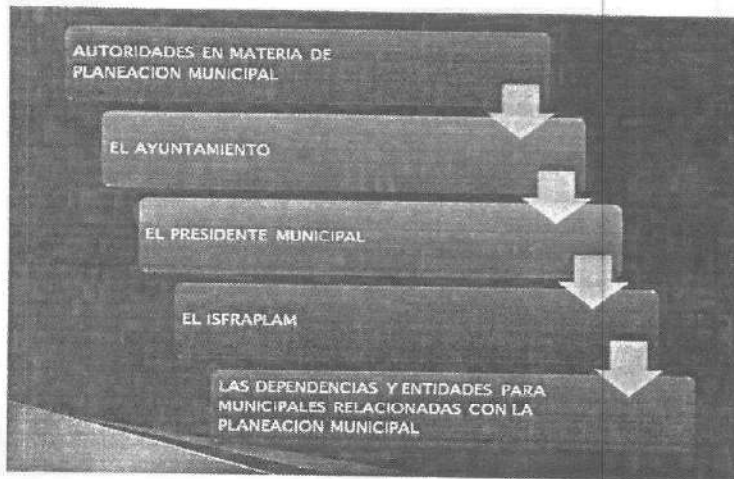 AUTORIDADES EN MATERIA DE
PLANEACION MUNICIPAL
EL AYUNTAMIENTO
EL PRESIDENTE MUNICIPAL
EL ISFRAPLAM
LAS DEPENDENCIAS Y ENTIDADES PARA
MUNICIPALES RELACIONADAS CON LA
PLANEACION MUNICIPAL